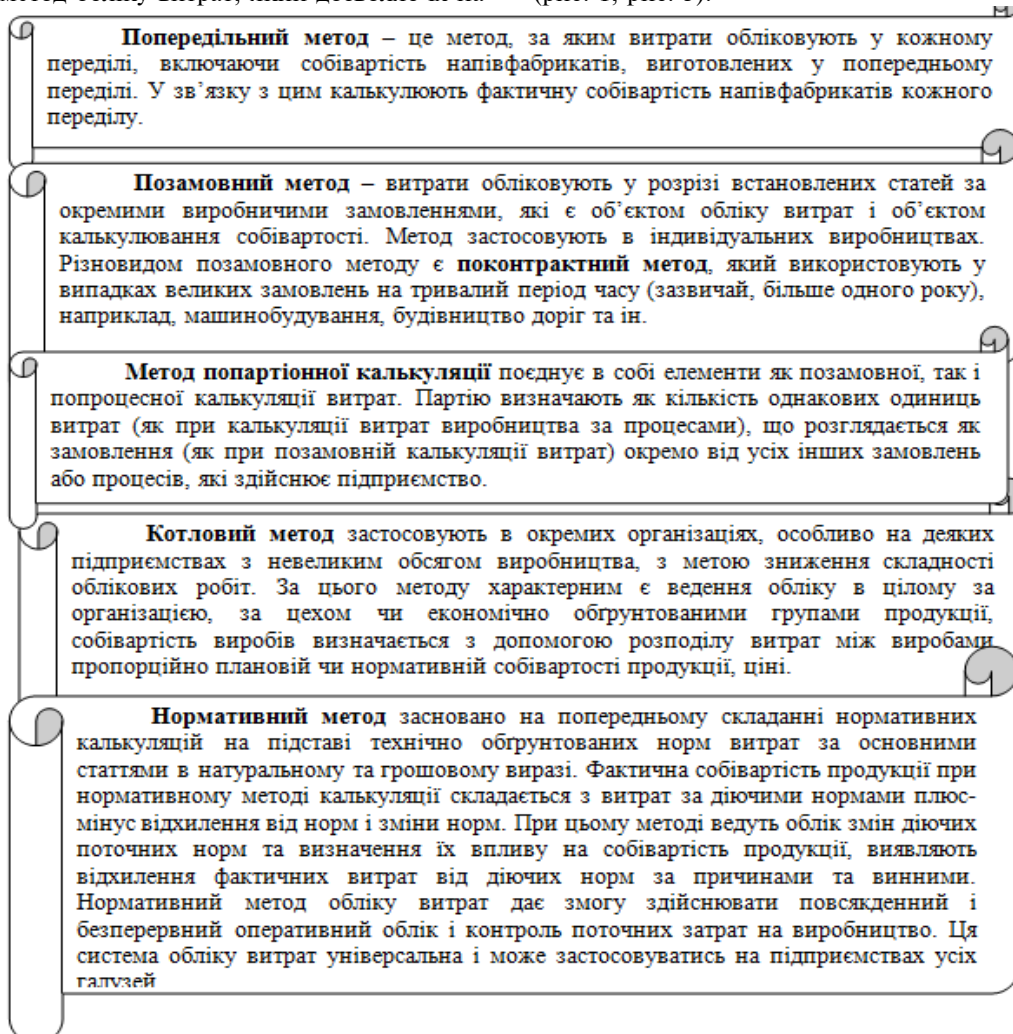 Попередільний метод – це метод, за яким витрати обліковують у кожному
переділі, включаючи собівартість напівфабрикатів, виготовлених у попередньому
переділі. У зв’язку з цим калькулюють фактичну собівартість напівфабрикатів кожного
переділу.
Позамовний метод – витрати обліковують у розрізі встановлених статей за
окремими виробничими замовленнями, які є об’єктом обліку витрат і об’єктом
калькулювання собівартості. Метод застосовують в індивідуальних виробництвах.
Різновидом позамовного методу є поконтрактний метод, який використовують у
випадках великих замовлень на тривалий період часу (зазвичай, більше одного року),
наприклад, машинобудування, будівництво доріг та ін.
Метод попартіонної калькуляції поєднує в собі елементи як позамовної, так і
попроцесної калькуляції витрат. Партію визначають як кількість однакових одиниць
витрат (як при калькуляції витрат виробництва за процесами), що розглядається як
замовлення (як при позамовній калькуляції витрат) окремо від усіх інших замовлень
або процесів, які здійснює підприємство.
Котловий метод застосовують в окремих організаціях, особливо на деяких
підприємствах з невеликим обсягом виробництва, з метою зниження складності
облікових робіт. За цього методу характерним є ведення обліку в цілому за
організацією, за цехом чи економічно обґрунтованими групами продукції,
собівартість виробів визначається з допомогою розподілу витрат між виробами
пропорційно плановій чи нормативній собівартості продукції, ціні.
Нормативний метод засновано на попередньому складанні нормативних
калькуляцій на підставі технічно обґрунтованих норм витрат за основними
статтями в натуральному та грошовому виразі. Фактична собівартість продукції при
нормативному методі калькуляції складається з витрат за діючими нормами плюс-
мінус відхилення від норм і зміни норм. При цьому методі ведуть облік змін діючих
поточних норм та визначення їх впливу на собівартість продукції, виявляють
відхилення фактичних витрат від діючих норм за причинами та винними.
Нормативний метод обліку витрат дає змогу здійснювати повсякденний і
безперервний оперативний облік і контроль поточних затрат на виробництво. Ця
система обліку витрат універсальна і може застосовуватись на підприємствах усіх
галузей